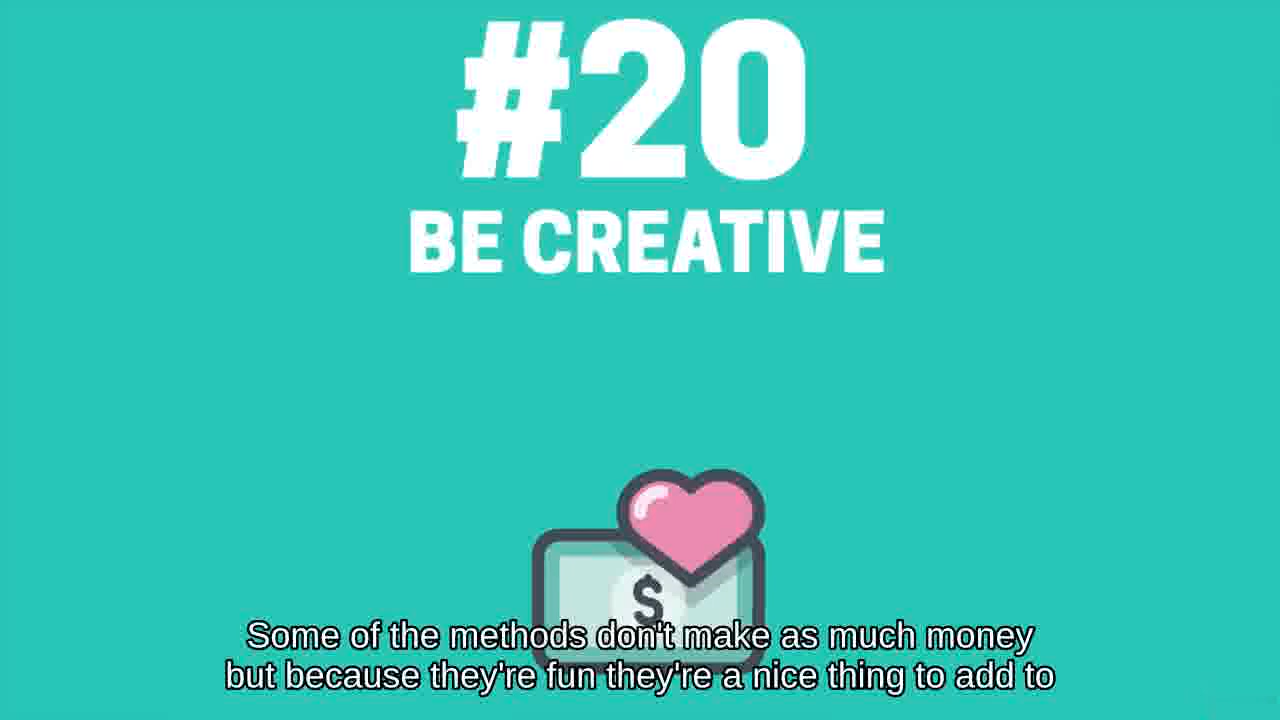 #20
BE CREATIVE
$
Some of the methods don't make as much money
but because they're fun they're a nice thing to add to